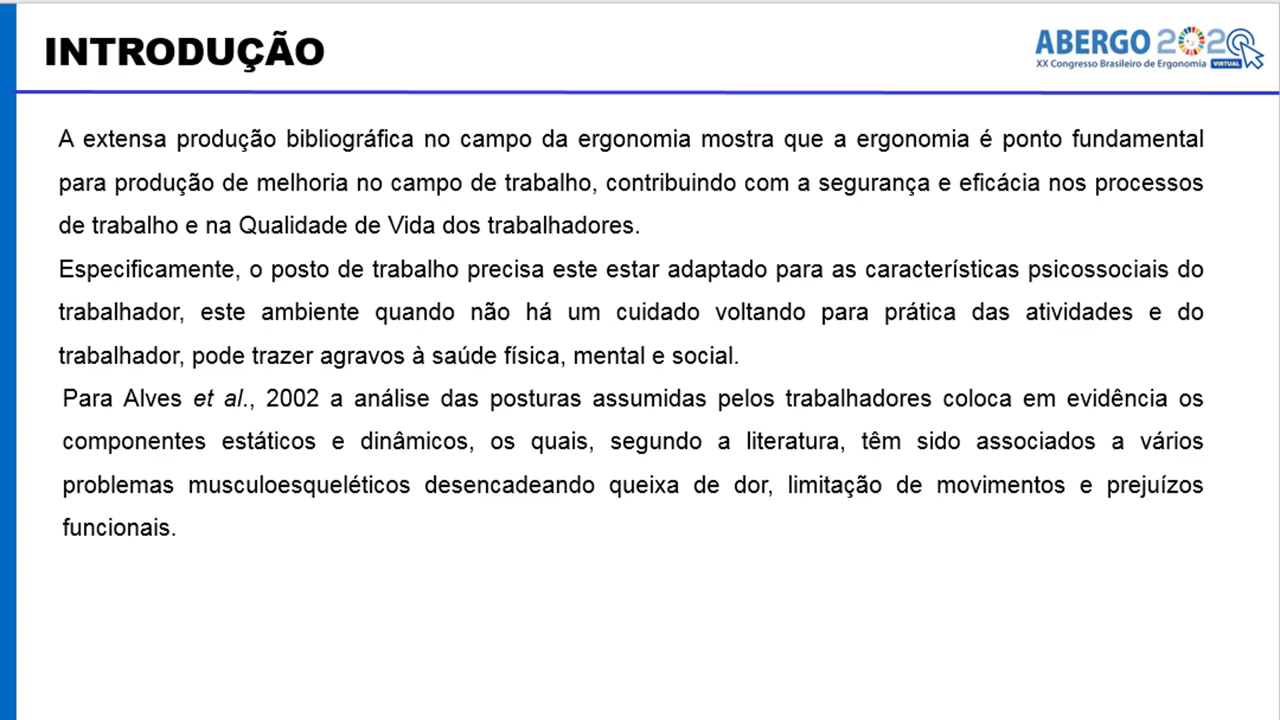 INTRODUÇÃO
ABERGO 2020
XX Congresso Brasileiro de Ergonomia VIRTUAL
A extensa produção bibliográfica no campo da ergonomia mostra que a ergonomia é ponto fundamental
para produção de melhoria no campo de trabalho, contribuindo com a segurança e eficácia nos processos
de trabalho e na Qualidade de Vida dos trabalhadores.
Especificamente, o posto de trabalho precisa este estar adaptado para as características psicossociais do
trabalhador, este ambiente quando não há um cuidado voltando para prática das atividades e do
trabalhador, pode trazer agravos à saúde física, mental e social.
Para Alves et al., 2002 a análise das posturas assumidas pelos trabalhadores coloca em evidência os
componentes estáticos e dinâmicos, os quais, segundo a literatura, têm sido associados a vários
problemas musculoesqueléticos desencadeando queixa de dor, limitação de movimentos e prejuízos
funcionais.